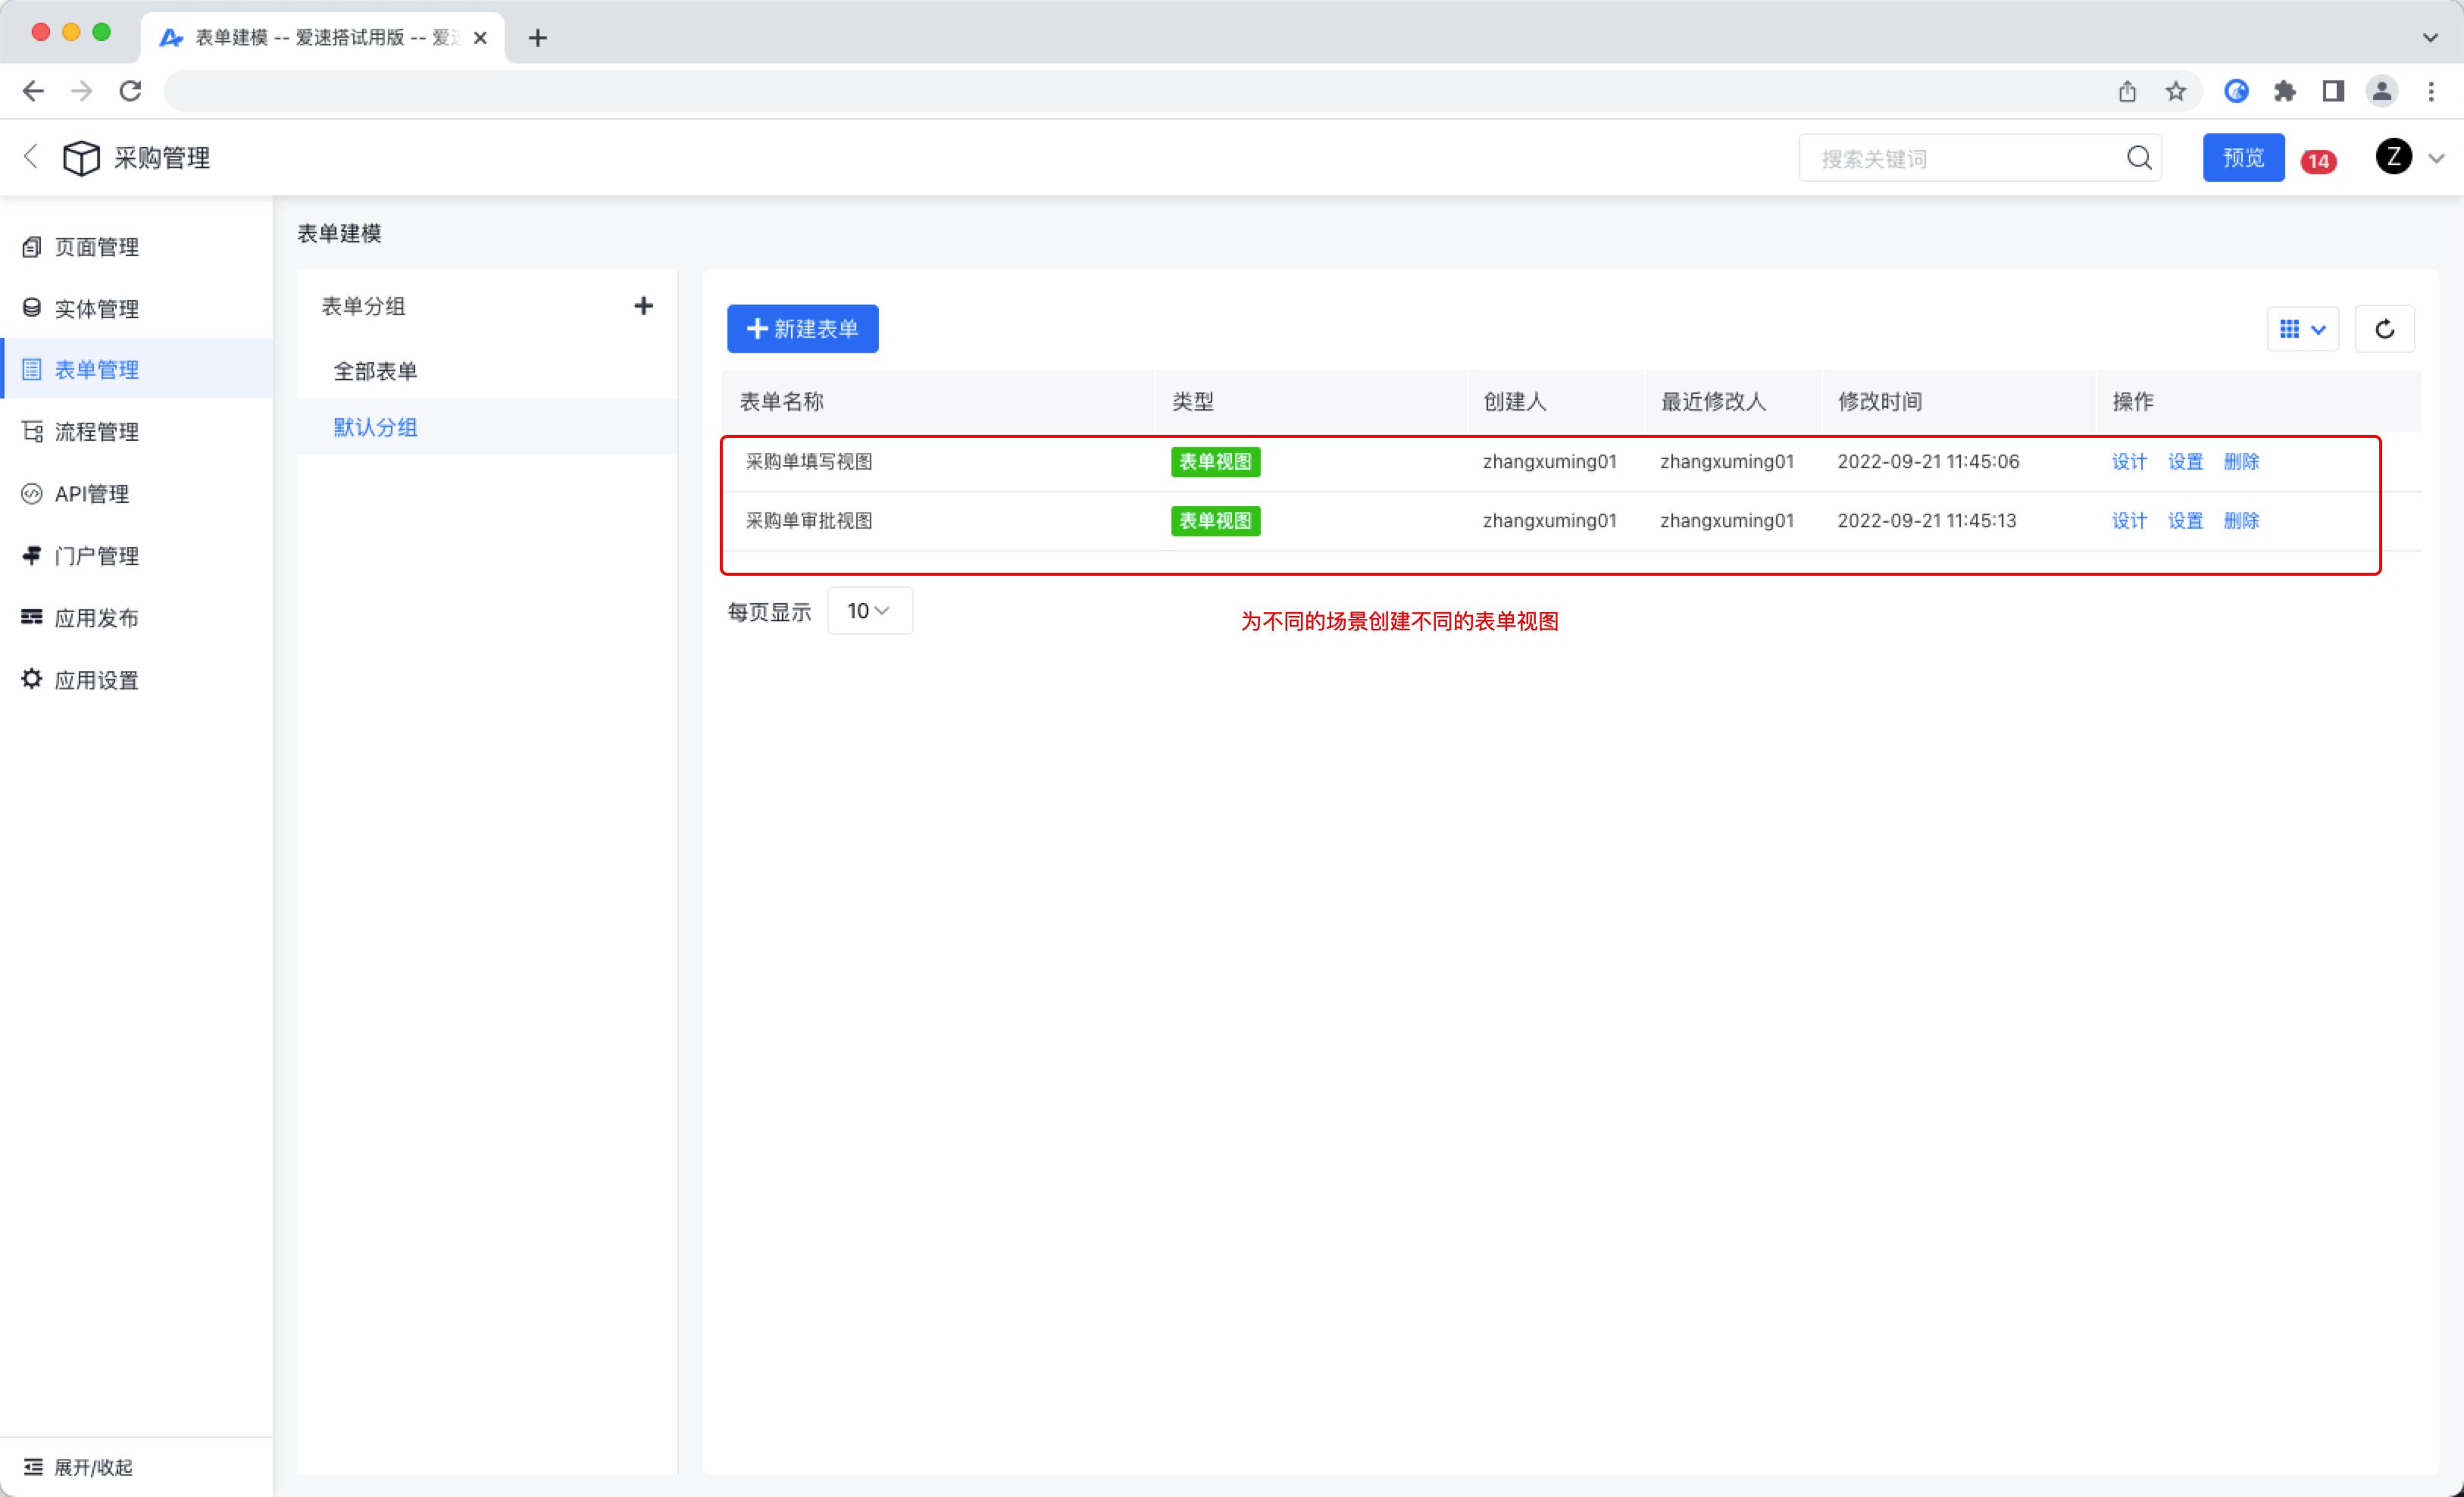 表单建模 -- 爱速搭试用版 -- 爱
采购管理
搜索关键词
预览
14
Z
页面管理
实体管理
表单管理
流程管理
API管理
门户管理
应用发布
应用设置
展开/收起
表单建模
表单分组
全部表单
默认分组
新建表单
表单名称 类型 创建人 最近修改人 修改时间 操作
采购单填写视图 表单视图 zhangxuming01 zhangxuming01 2022-09-21 11:45:06 设计 设置 删除
采购单审批视图 表单视图 zhangxuming01 zhangxuming01 2022-09-21 11:45:13 设计 设置 删除
每页显示 10
为不同的场景创建不同的表单视图